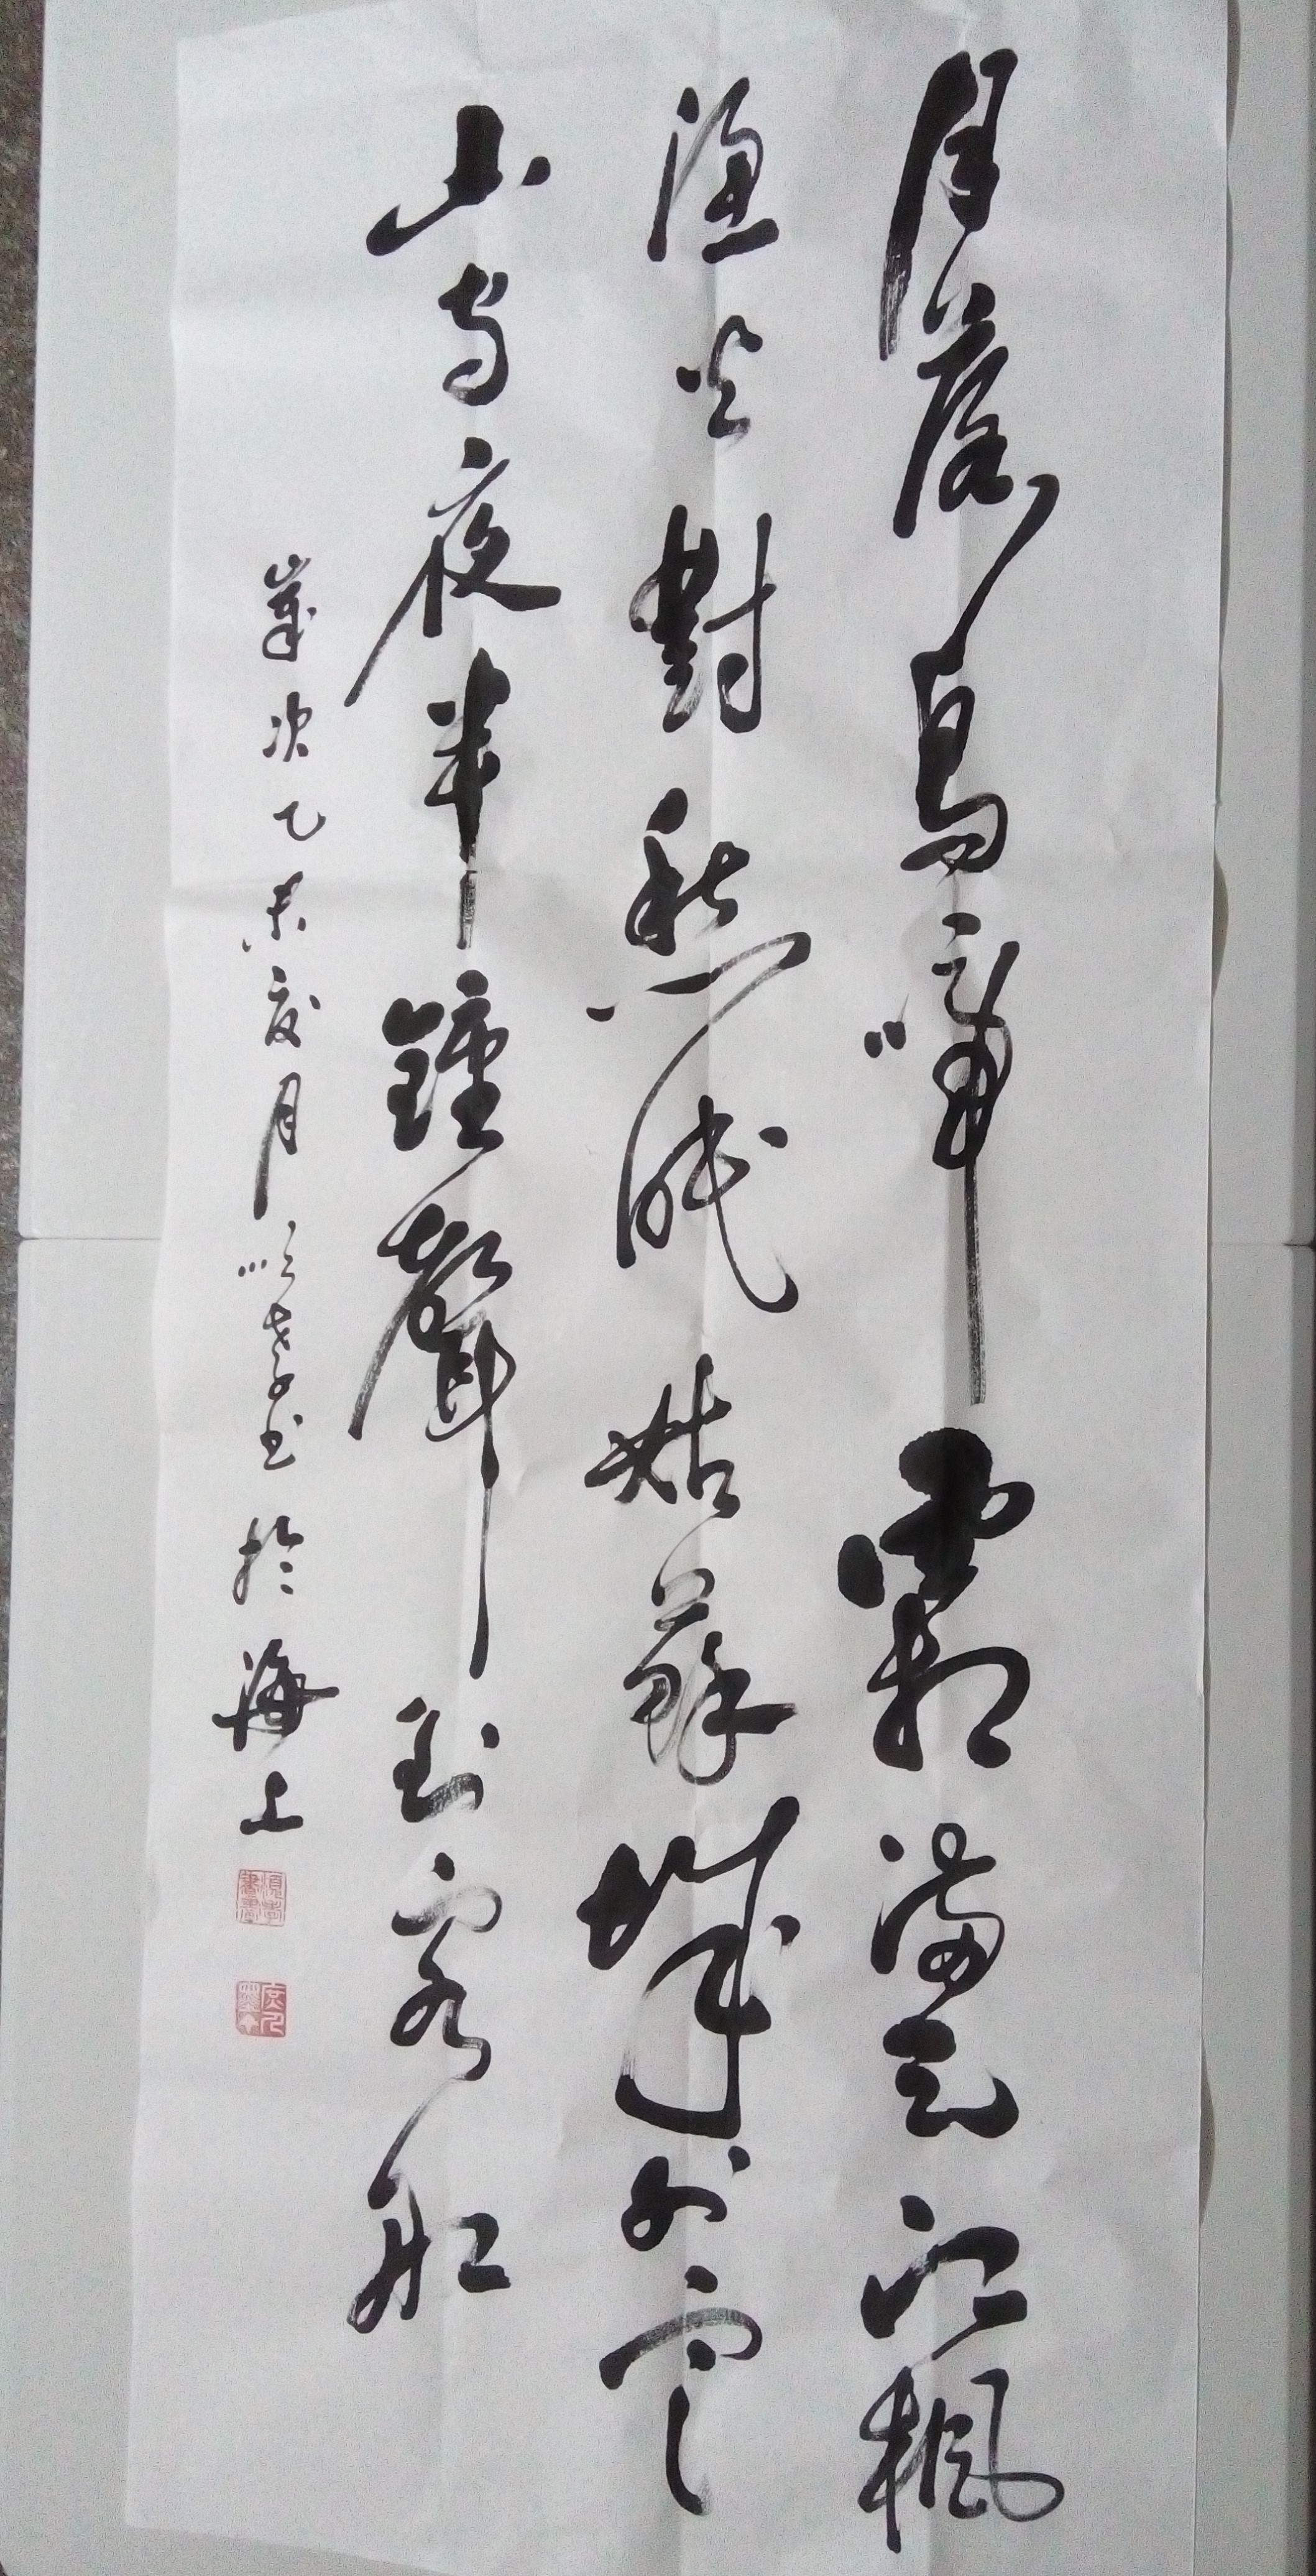 月落烏啼霜滿天江楓
漁火對愁眠姑蘇城外寒
山寺夜半鐘聲到客船
歲次乙未夏月 書於海上